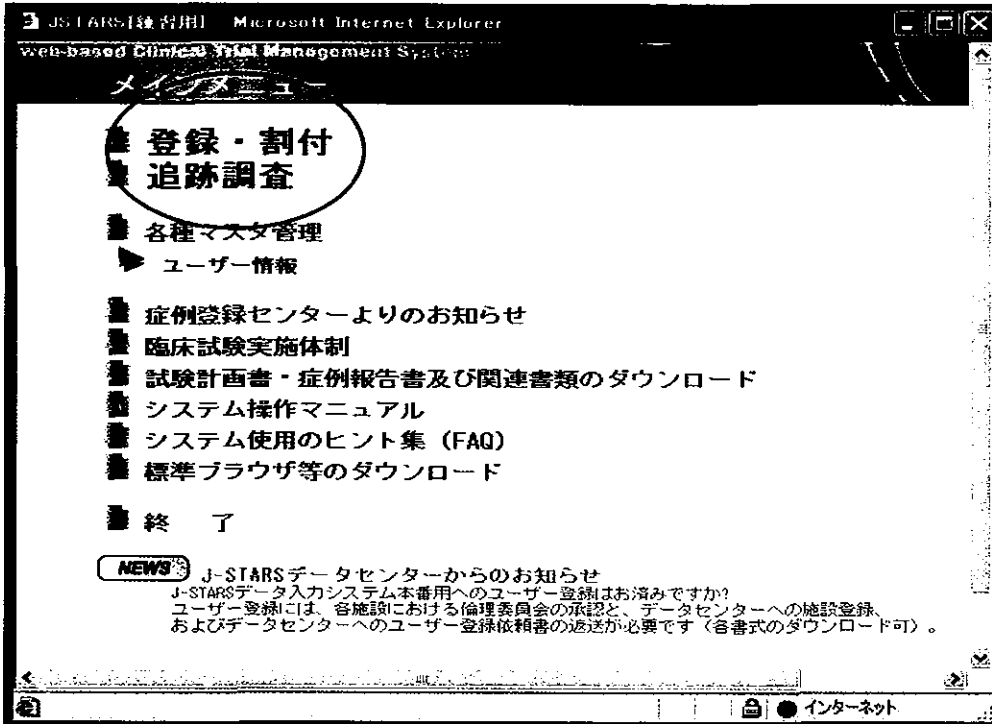 JSTARS[練習用] Microsoft Internet Explorer
Web-based Clinical Trial Management System
メインメニュー
登録・割付
追跡調査
各種マスタ管理
ユーザー情報
症例登録センターよりのお知らせ
臨床試験実施体制
試験計画書・症例報告書及び関連書類のダウンロード
システム操作マニュアル
システム使用のヒント集 (FAQ)
標準ブラウザ等のダウンロード
終 了
NEWS J-STARSデータセンターからのお知らせ
J-STARSデータ入力システム本番用へのユーザー登録はお済みですか?
ユーザー登録には、各施設における倫理委員会の承認と、データセンターへの施設登録、
およびデータセンターへのユーザー登録依頼書の返送が必要です（各書式のダウンロード可）。
インターネット